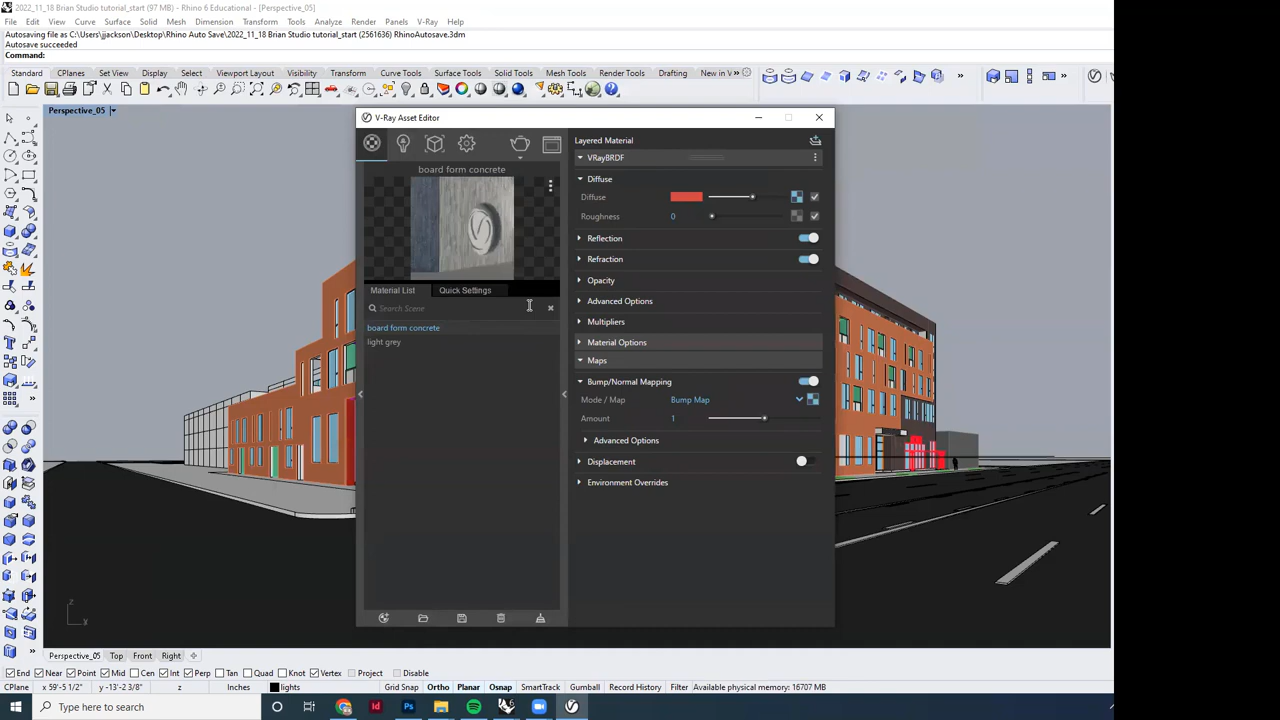 2022_11_18 Brian Studio tutorial_start (97 MB) - Rhino 6 Educational - [Perspective_05]
File Edit View Curve Surface Solid Mesh Dimension Transform Tools Analyze Render Panels V-Ray Help
Autosaving file as C:\Users\jjackson\Desktop\Rhino Auto Save\2022_11_18 Brian Studio tutorial_start (2561636) RhinoAutosave.3dm
Autosave succeeded
Command:
Standard CPlanes Set View Display Select Viewport Layout Visibility Transform Curve Tools Surface Tools Solid Tools Mesh Tools Render Tools Drafting New in V
Perspective_05
V-Ray Asset Editor
board form concrete
Material List Quick Settings
Search Scene
board form concrete
light grey
Layered Material
VRayBRDF
Diffuse
Diffuse
Roughness 0
Reflection
Refraction
Opacity
Advanced Options
Multipliers
Material Options
Maps
Bump/Normal Mapping
Mode / Map Bump Map
Amount 1
Advanced Options
Displacement
Environment Overrides
z
Perspective_05 Top Front Right
End Near Point Mid Cen Int Perp Tan Quad Knot Vertex Project Disable
CPlane x 59'-5 1/2" y -13'-2 3/8" z Inches lights Grid Snap Ortho Planar Osnap SmartTrack Gumball Record History Filter Available physical memory: 16707 MB
Type here to search